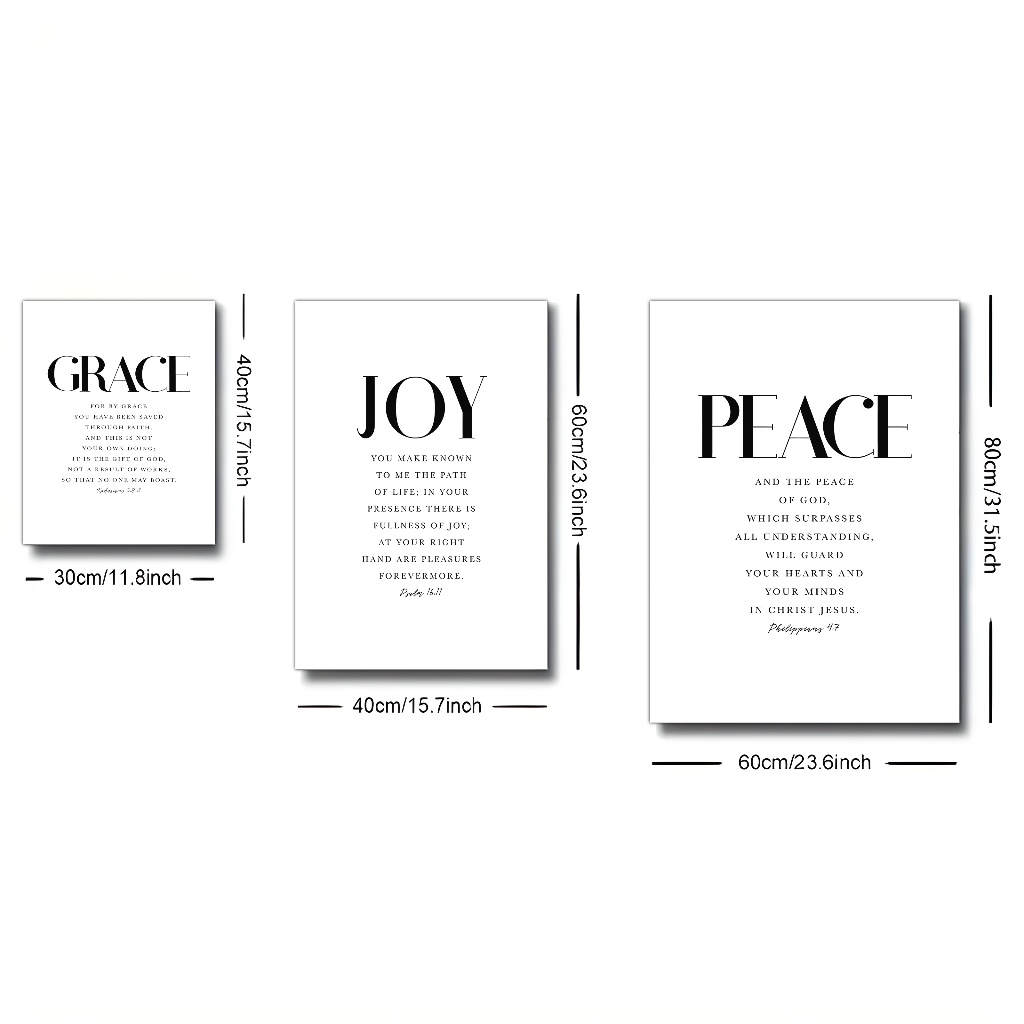 GRACE
FOR BY GRACE
YOU HAVE BEEN SAVED
THROUGH FAITH.
AND THIS IS NOT
YOUR OWN DOING;
IT IS THE GIFT OF GOD,
NOT A RESULT OF WORKS,
SO THAT NO ONE MAY BOAST.
40cm/15.7inch
30cm/11.8inch
JOY
YOU MAKE KNOWN
TO ME THE PATH
OF LIFE; IN YOUR
PRESENCE THERE IS
FULLNESS OF JOY;
AT YOUR RIGHT
HAND ARE PLEASURES
FOREVERMORE.
Psalm 16:11
60cm/23.6inch
40cm/15.7inch
PEACE
AND THE PEACE
OF GOD,
WHICH SURPASSES
ALL UNDERSTANDING,
WILL GUARD
YOUR HEARTS AND
YOUR MINDS
IN CHRIST JESUS.
Philippians 4:7
80cm/31.5inch
60cm/23.6inch